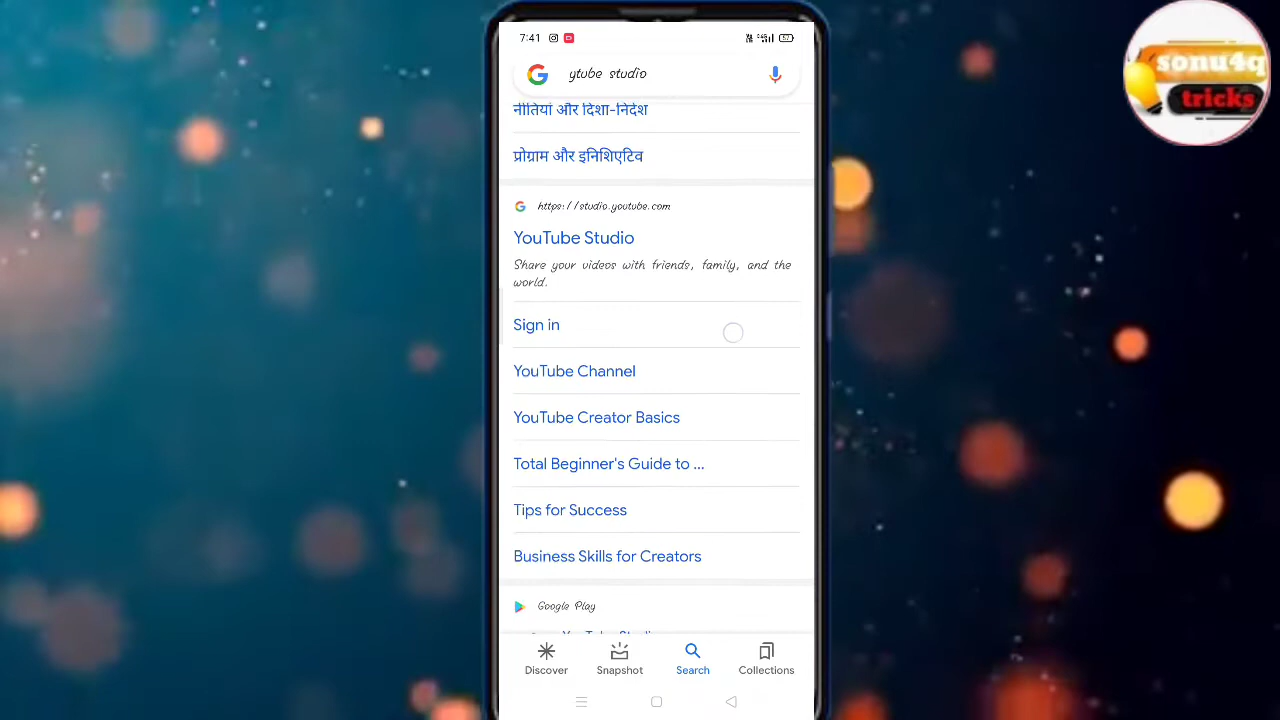 7:41
ytube studio
नीतियां और दिशा-निर्देश
प्रोग्राम और इनिशिएटिव
https://studio.youtube.com
YouTube Studio
Share your videos with friends, family, and the
world.
Sign in
YouTube Channel
YouTube Creator Basics
Total Beginner's Guide to ...
Tips for Success
Business Skills for Creators
Google Play
YouTube Studio
Discover
Snapshot
Search
Collections
sonu4q
tricks